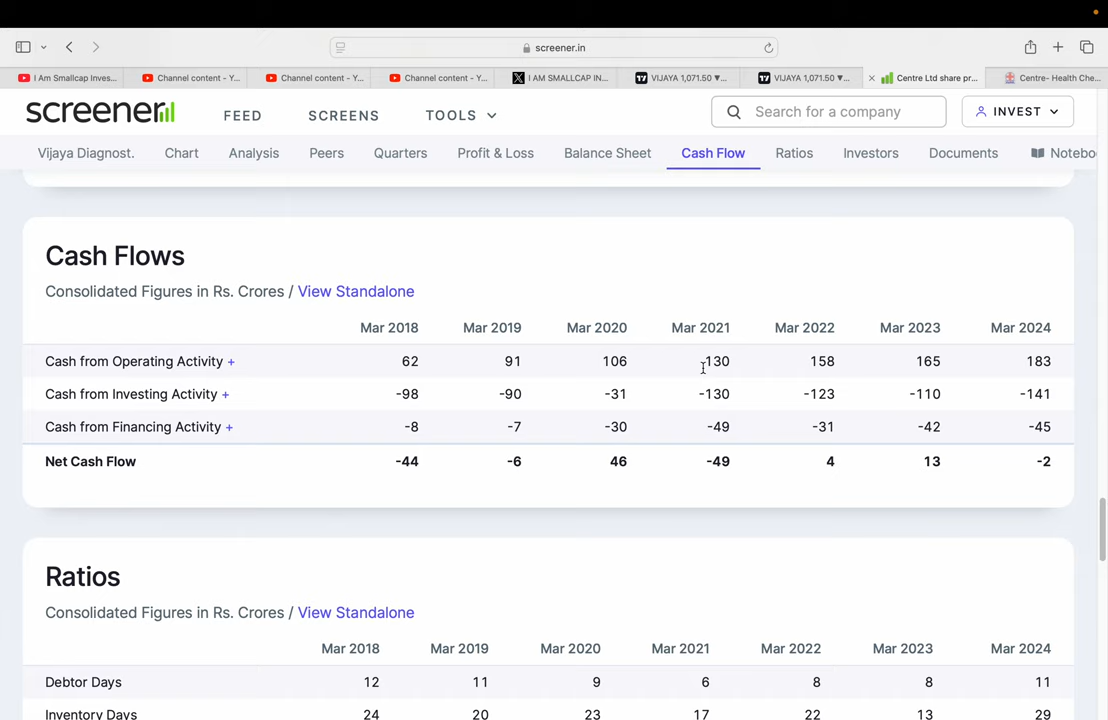 screener.in
I Am Smallcap Inves... Channel content - Y... Channel content - Y... Channel content - Y... I AM SMALLCAP IN... VIJAYA 1,071.50 ▼... VIJAYA 1,071.50 ▼... Centre Ltd share pr... Centre- Health Che...
screener FEED SCREENS TOOLS Search for a company INVEST
Vijaya Diagnost. Chart Analysis Peers Quarters Profit & Loss Balance Sheet Cash Flow Ratios Investors Documents Notebo
Cash Flows
Consolidated Figures in Rs. Crores / View Standalone
Mar 2018 Mar 2019 Mar 2020 Mar 2021 Mar 2022 Mar 2023 Mar 2024
Cash from Operating Activity + 62 91 106 130 158 165 183
Cash from Investing Activity + -98 -90 -31 -130 -123 -110 -141
Cash from Financing Activity + -8 -7 -30 -49 -31 -42 -45
Net Cash Flow -44 -6 46 -49 4 13 -2
Ratios
Consolidated Figures in Rs. Crores / View Standalone
Mar 2018 Mar 2019 Mar 2020 Mar 2021 Mar 2022 Mar 2023 Mar 2024
Debtor Days 12 11 9 6 8 8 11
Inventory Days 24 20 23 17 22 13 29